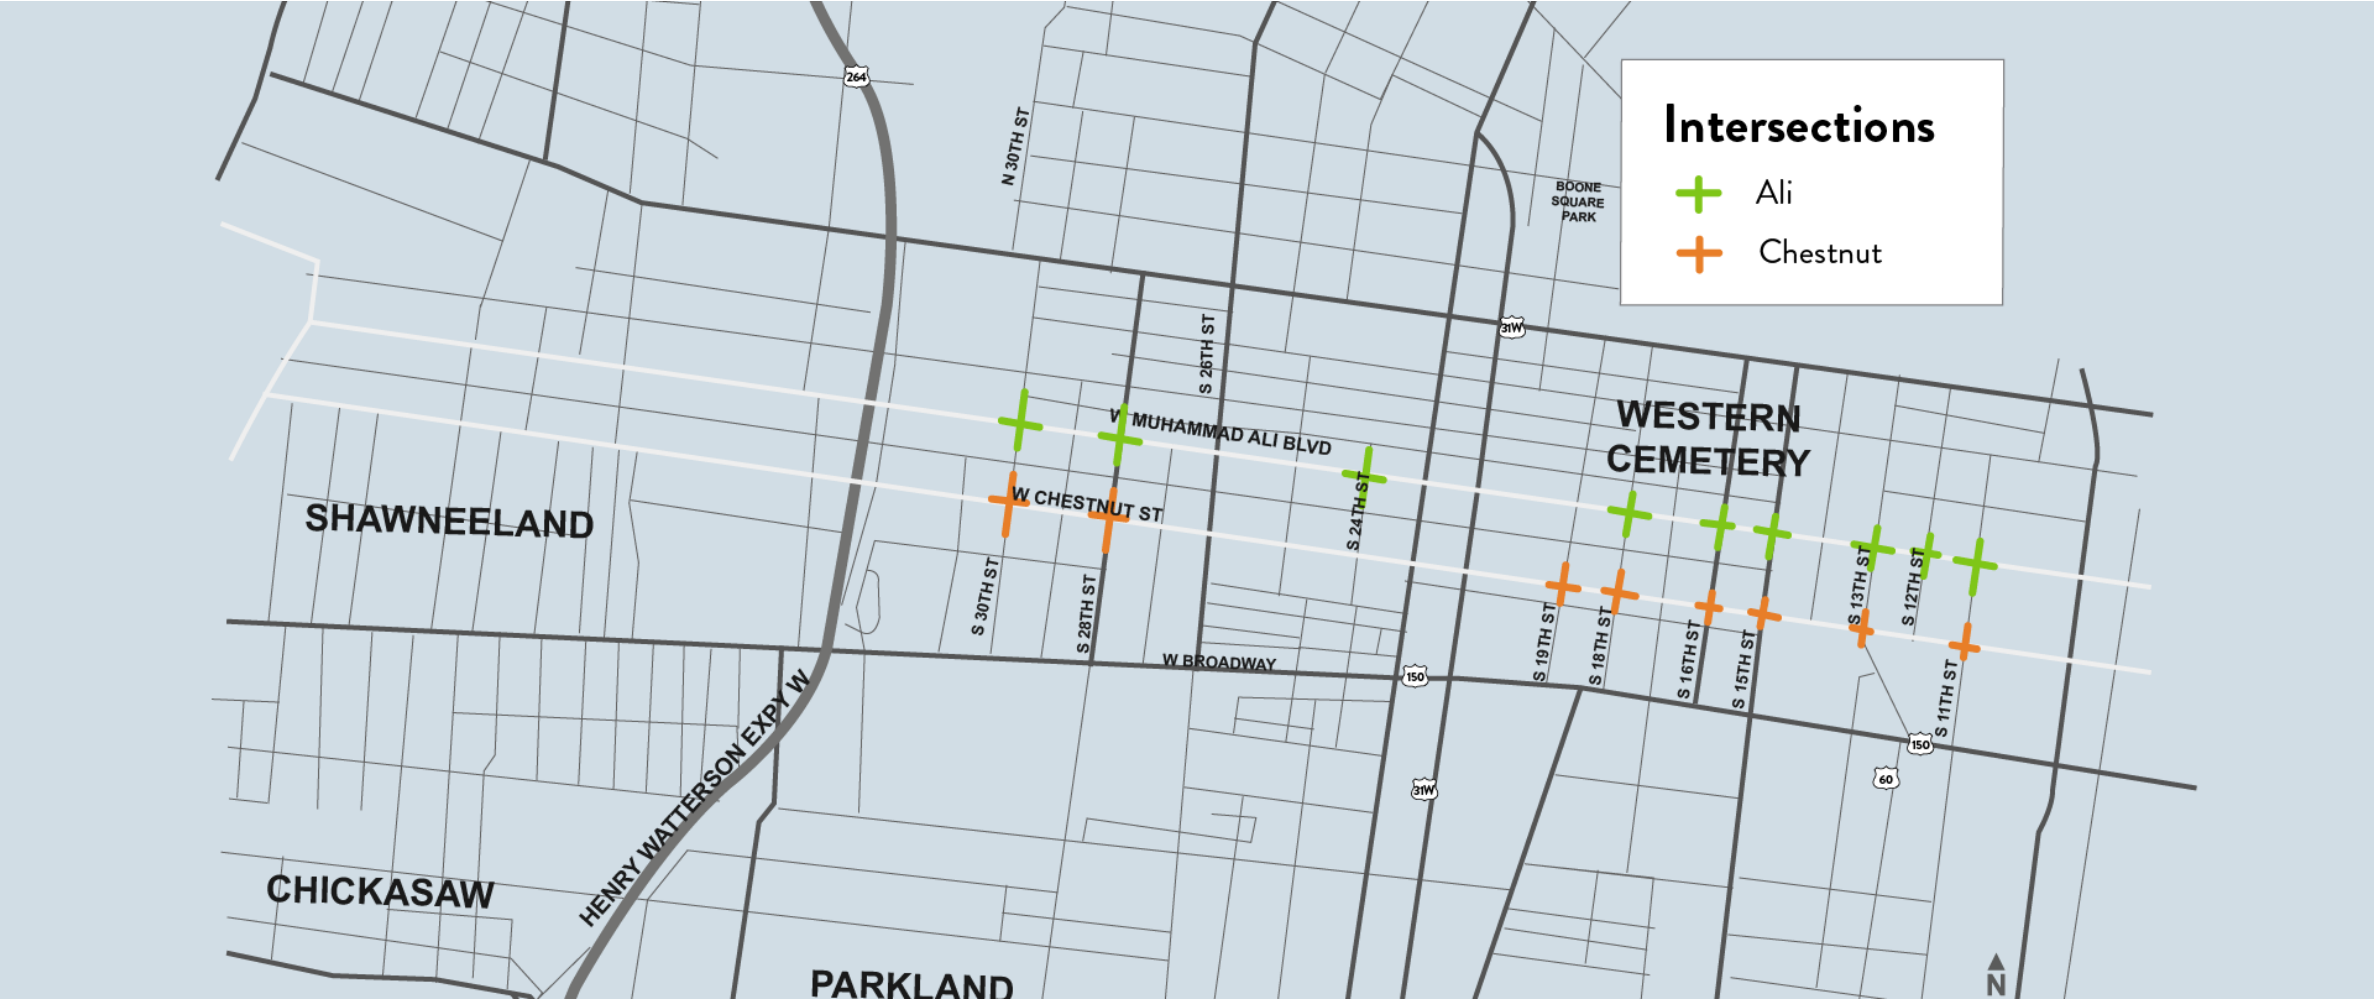 264
N 30TH ST
BOONE
SQUARE
PARK
Intersections
Ali
Chestnut
31W
S 26TH ST
W MUHAMMAD ALI BLVD
WESTERN
CEMETERY
W CHESTNUT ST
S 24TH ST
SHAWNEELAND
S 30TH ST
S 28TH ST
S 19TH ST
S 18TH ST
S 16TH ST
S 15TH ST
S 13TH ST
S 12TH ST
S 11TH ST
W BROADWAY
150
150
60
31W
HENRY WATTERSON EXPY W
CHICKASAW
PARKLAND
N